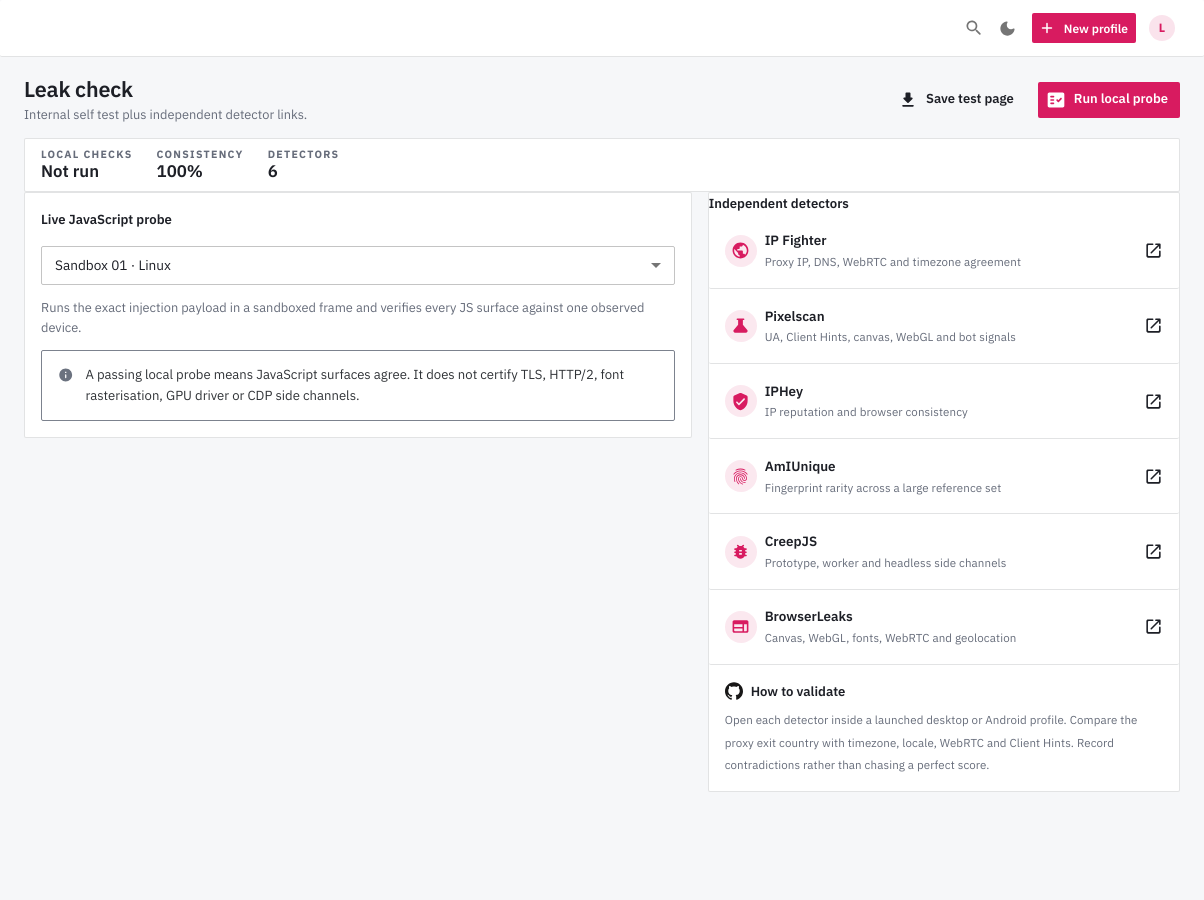 New profile
L
Leak check
Internal self test plus independent detector links.
Save test page
Run local probe
LOCAL CHECKS
Not run
CONSISTENCY
100%
DETECTORS
6
Live JavaScript probe
Sandbox 01 · Linux
Runs the exact injection payload in a sandboxed frame and verifies every JS surface against one observed
device.
A passing local probe means JavaScript surfaces agree. It does not certify TLS, HTTP/2, font
rasterisation, GPU driver or CDP side channels.
Independent detectors
IP Fighter
Proxy IP, DNS, WebRTC and timezone agreement
Pixelscan
UA, Client Hints, canvas, WebGL and bot signals
IPHey
IP reputation and browser consistency
AmIUnique
Fingerprint rarity across a large reference set
CreepJS
Prototype, worker and headless side channels
BrowserLeaks
Canvas, WebGL, fonts, WebRTC and geolocation
How to validate
Open each detector inside a launched desktop or Android profile. Compare the
proxy exit country with timezone, locale, WebRTC and Client Hints. Record
contradictions rather than chasing a perfect score.